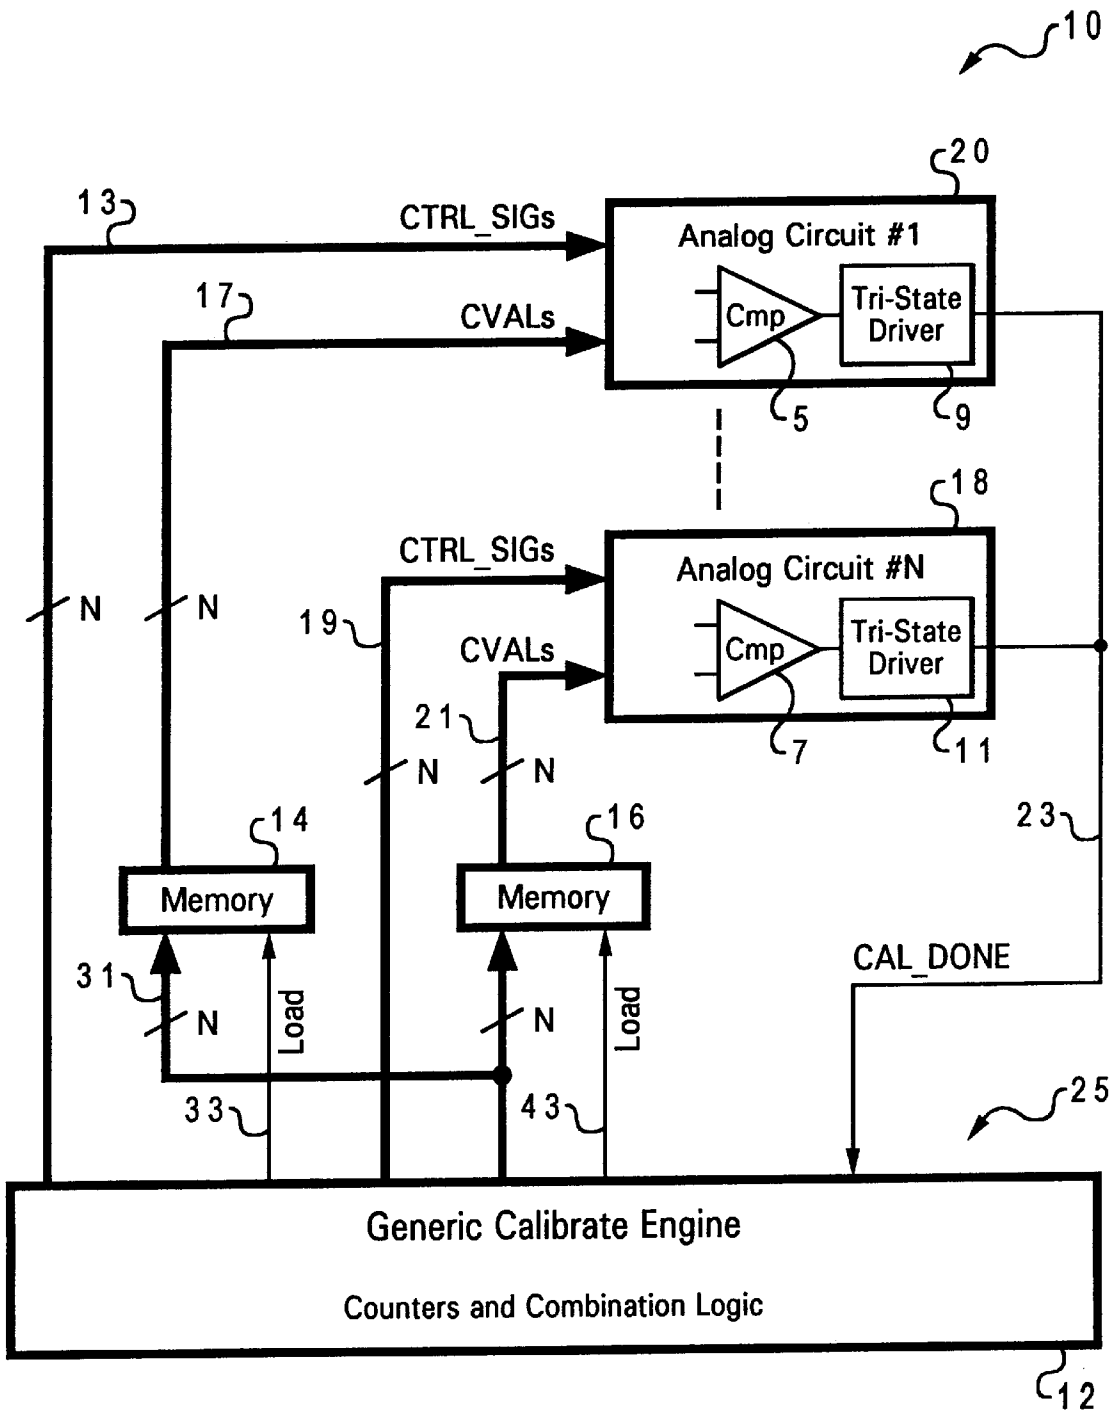 10
20
13
CTRL_SIGs
Analog Circuit #1
17
CVALs
Cmp
Tri-State
Driver
5
9
18
CTRL_SIGs
Analog Circuit #N
N
N
19
CVALs
Cmp
Tri-State
Driver
21
7
11
N
N
14
16
23
Memory
Memory
CAL_DONE
31
N
Load
N
Load
33
43
25
Generic Calibrate Engine
Counters and Combination Logic
12